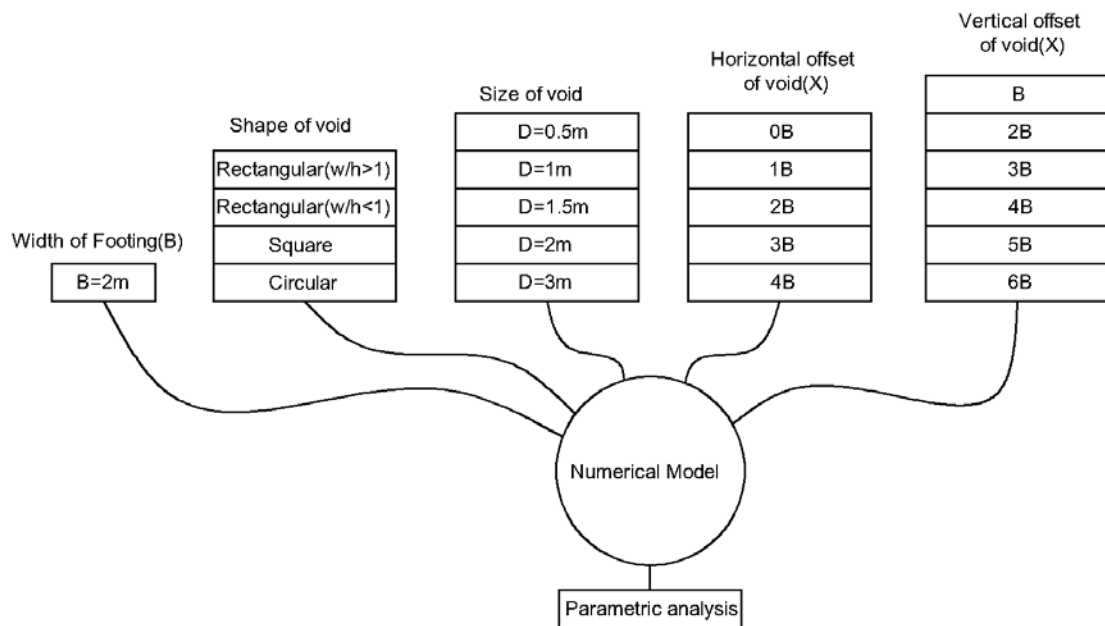 Width of Footing(B)
B=2m
Shape of void
Rectangular(w/h>1)
Rectangular(w/h<1)
Square
Circular
Size of void
D=0.5m
D=1m
D=1.5m
D=2m
D=3m
Horizontal offset
of void(X)
0B
1B
2B
3B
4B
Vertical offset
of void(X)
B
2B
3B
4B
5B
6B
Numerical Model
Parametric analysis